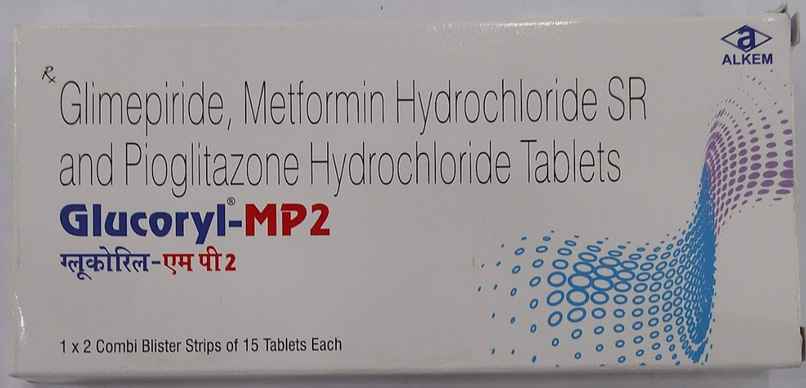 a
ALKEM
Rx
Glimepiride, Metformin Hydrochloride SR
and Pioglitazone Hydrochloride Tablets
Glucoryl®-MP2
ग्लूकोरिल-एम पी 2
1 x 2 Combi Blister Strips of 15 Tablets Each